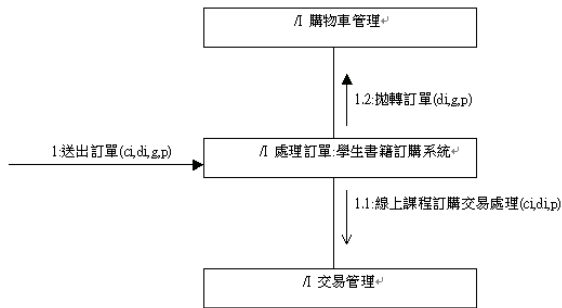 /I 購物車管理↵
1.2:拋轉訂單(di,g,p)
1:送出訂單(ci,di,g,p)
/I 處理訂單:學生書籍訂購系統↵
1.1:線上課程訂購交易處理(ci,di,p)
/I 交易管理↵